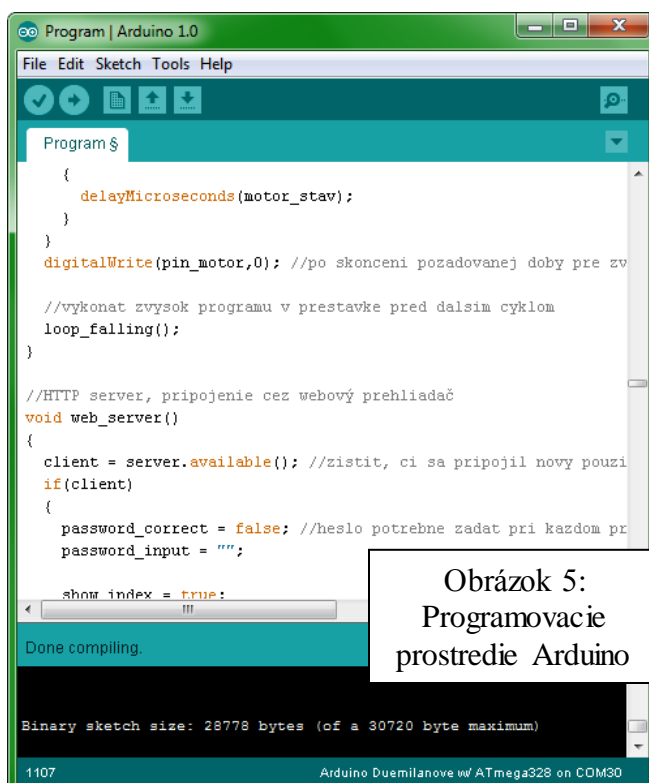 Program | Arduino 1.0
File Edit Sketch Tools Help
Program §
{
delayMicroseconds(motor_stav);
}
}
digitalWrite(pin_motor,0); //po skonceni pozadovanej doby pre zv
//vykonat zvysok programu v prestavke pred dalsim cyklom
loop_falling();
}
//HTTP server, pripojenie cez webový prehliadač
void web_server()
{
client = server.available(); //zistit, ci sa pripojil novy pouzi
if(client)
{
password_correct = false; //heslo potrebne zadat pri kazdom pr
password_input = "";
show_index = true;
Obrázok 5:
Programovacie
prostredie Arduino
Done compiling.
Binary sketch size: 28778 bytes (of a 30720 byte maximum)
1107
Arduino Duemilanove w/ ATmega328 on COM30